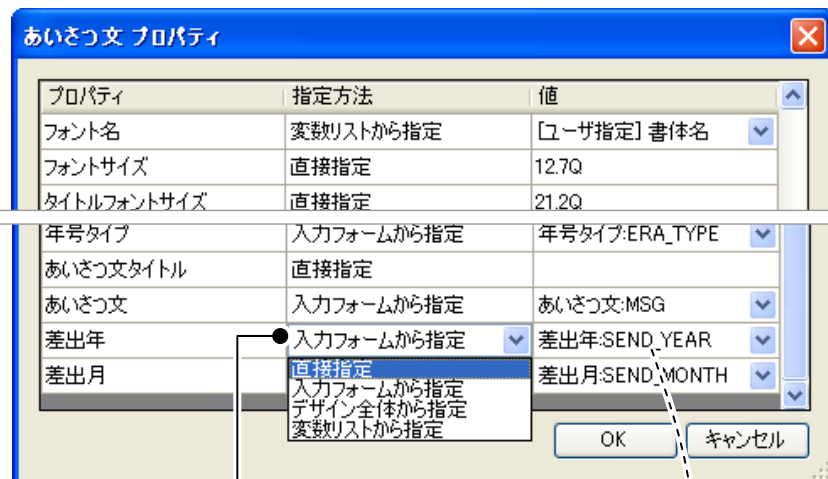 あいさつ文 プロパティ
プロパティ 指定方法 値
フォント名 変数リストから指定 [ユーザ指定] 書体名
フォントサイズ 直接指定 12.7Q
タイトルフォントサイズ 直接指定 21.2Q
年号タイプ 入力フォームから指定 年号タイプ:ERA_TYPE
あいさつ文タイトル 直接指定
あいさつ文 入力フォームから指定 あいさつ文:MSG
差出年 入力フォームから指定 差出年:SEND_YEAR
差出月 直接指定 差出月:SEND_MONTH
入力フォームから指定
デザイン全体から指定
変数リストから指定
OK キャンセル